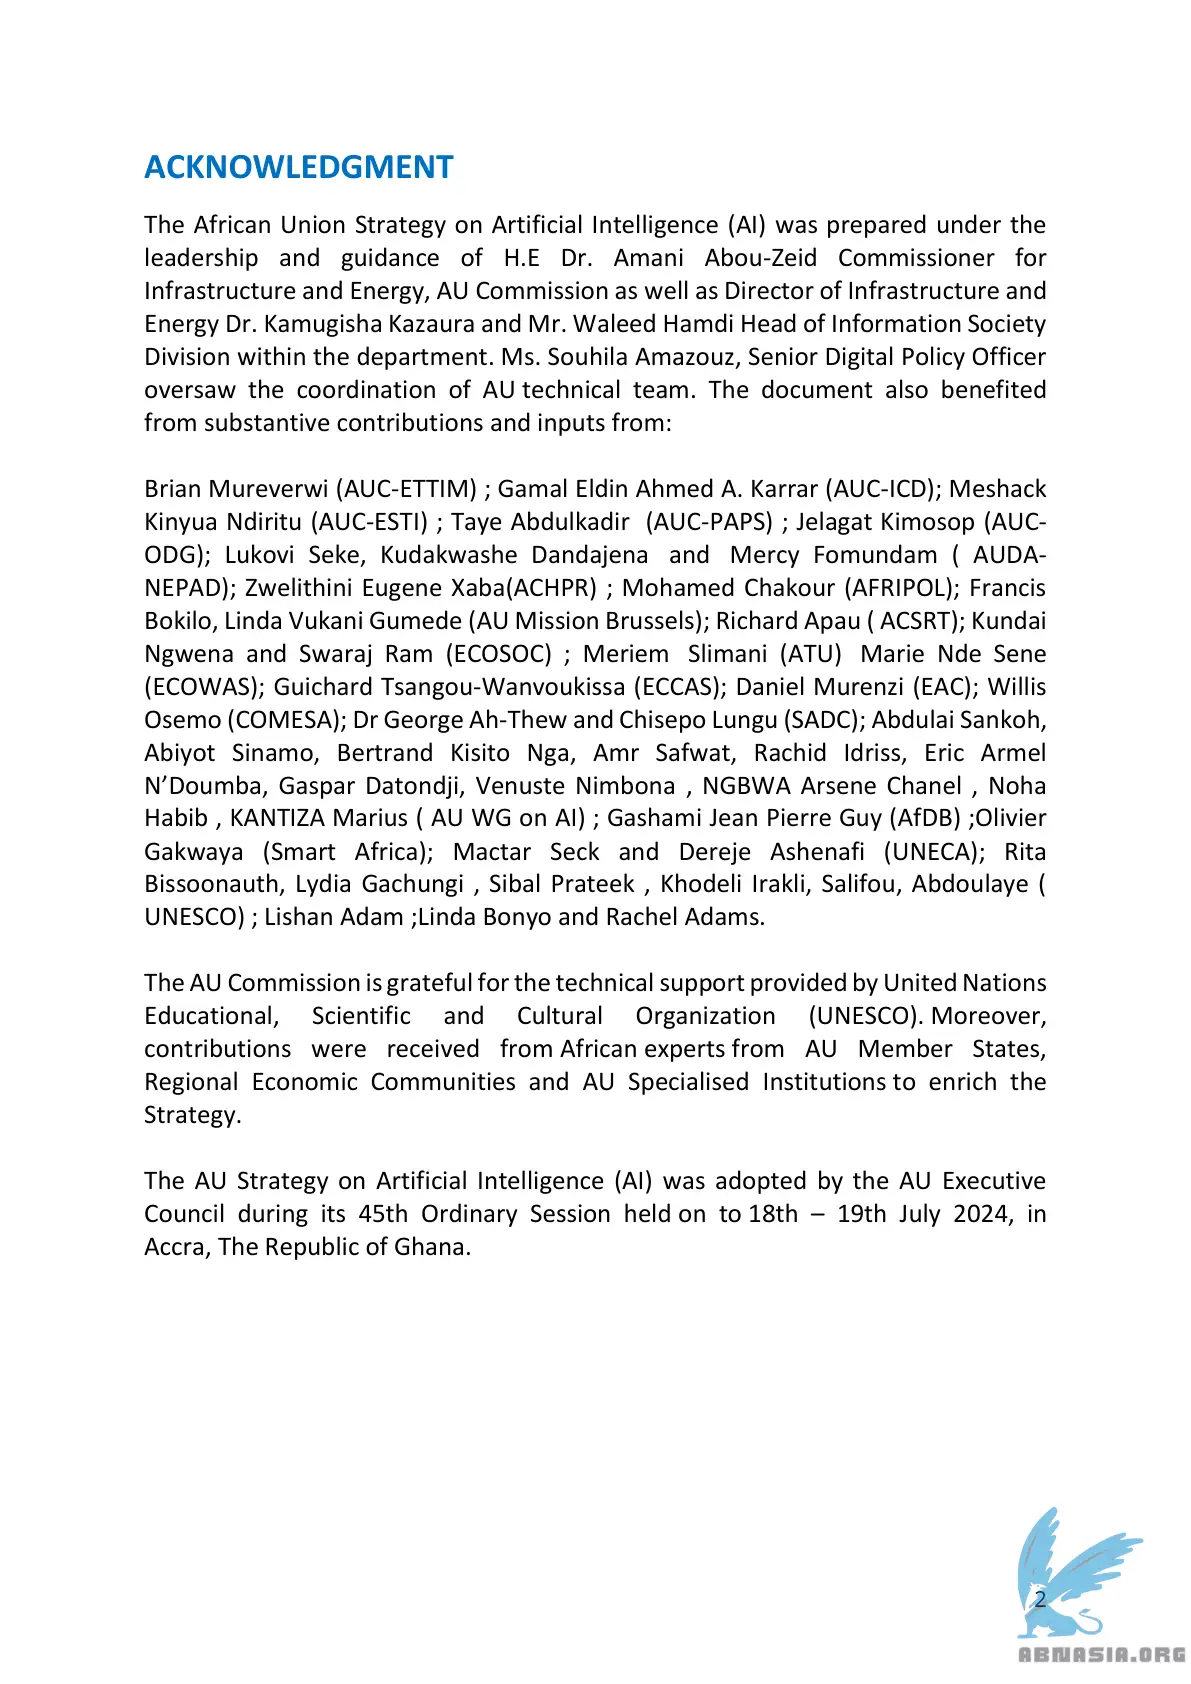 ACKNOWLEDGMENT
The African Union Strategy on Artificial Intelligence (AI) was prepared under the
leadership and guidance of H.E Dr. Amani Abou-Zeid Commissioner for
Infrastructure and Energy, AU Commission as well as Director of Infrastructure and
Energy Dr. Kamugisha Kazaura and Mr. Waleed Hamdi Head of Information Society
Division within the department. Ms. Souhila Amazouz, Senior Digital Policy Officer
oversaw the coordination of AU technical team. The document also benefited
from substantive contributions and inputs from:
Brian Mureverwi (AUC-ETTIM) ; Gamal Eldin Ahmed A. Karrar (AUC-ICD); Meshack
Kinyua Ndiritu (AUC-ESTI) ; Taye Abdulkadir (AUC-PAPS) ; Jelagat Kimosop (AUC-
ODG); Lukovi Seke, Kudakwashe Dandajena and Mercy Fomundam ( AUDA-
NEPAD); Zwelithini Eugene Xaba(ACHPR) ; Mohamed Chakour (AFRIPOL); Francis
Bokilo, Linda Vukani Gumede (AU Mission Brussels); Richard Apau ( ACSRT); Kundai
Ngwena and Swaraj Ram (ECOSOC) ; Meriem Slimani (ATU) Marie Nde Sene
(ECOWAS); Guichard Tsangou-Wanvoukissa (ECCAS); Daniel Murenzi (EAC); Willis
Osemo (COMESA); Dr George Ah-Thew and Chisepo Lungu (SADC); Abdulai Sankoh,
Abiyot Sinamo, Bertrand Kisito Nga, Amr Safwat, Rachid Idriss, Eric Armel
N’Doumba, Gaspar Datondji, Venuste Nimbona , NGBWA Arsene Chanel , Noha
Habib , KANTIZA Marius ( AU WG on AI) ; Gashami Jean Pierre Guy (AfDB) ;Olivier
Gakwaya (Smart Africa); Mactar Seck and Dereje Ashenafi (UNECA); Rita
Bissoonauth, Lydia Gachungi , Sibal Prateek , Khodeli Irakli, Salifou, Abdoulaye (
UNESCO) ; Lishan Adam ;Linda Bonyo and Rachel Adams.
The AU Commission is grateful for the technical support provided by United Nations
Educational, Scientific and Cultural Organization (UNESCO). Moreover,
contributions were received from African experts from AU Member States,
Regional Economic Communities and AU Specialised Institutions to enrich the
Strategy.
The AU Strategy on Artificial Intelligence (AI) was adopted by the AU Executive
Council during its 45th Ordinary Session held on to 18th – 19th July 2024, in
Accra, The Republic of Ghana.
2
ABNASIA.ORG